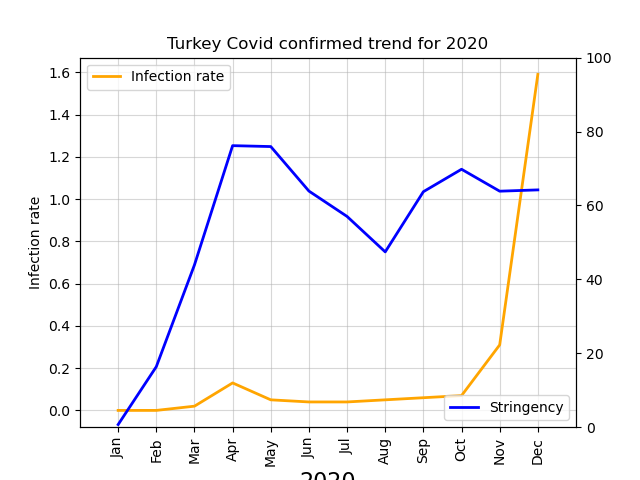 Turkey Covid confirmed trend for 2020
Infection rate
Stringency
Infection rate
1.6
1.4
1.2
1.0
0.8
0.6
0.4
0.2
0.0
100
80
60
40
20
0
Jan
Feb
Mar
Apr
May
Jun
Jul
Aug
Sep
Oct
Nov
Dec
2020